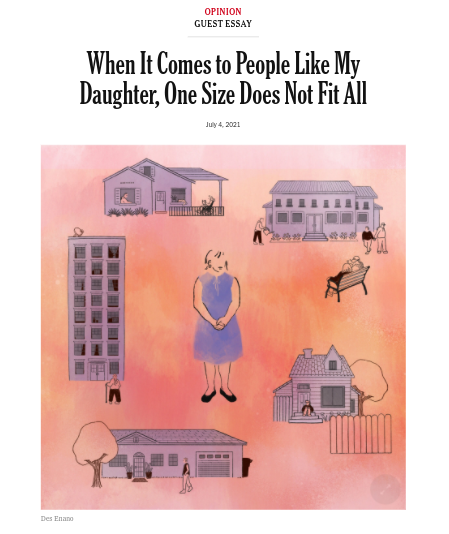 OPINION
GUEST ESSAY
When It Comes to People Like My
Daughter, One Size Does Not Fit All
July 4, 2021
Des Enano